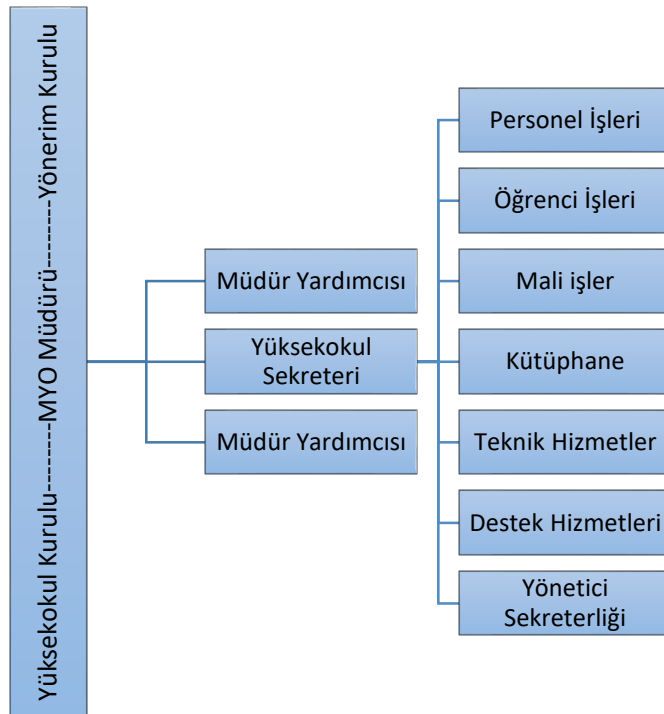 Yüksekokul Kurulu--------MYO Müdürü--------Yönerim Kurulu
Müdür Yardımcısı
Yüksekokul
Sekreteri
Müdür Yardımcısı
Personel İşleri
Öğrenci İşleri
Mali işler
Kütüphane
Teknik Hizmetler
Destek Hizmetleri
Yönetici
Sekreterliği